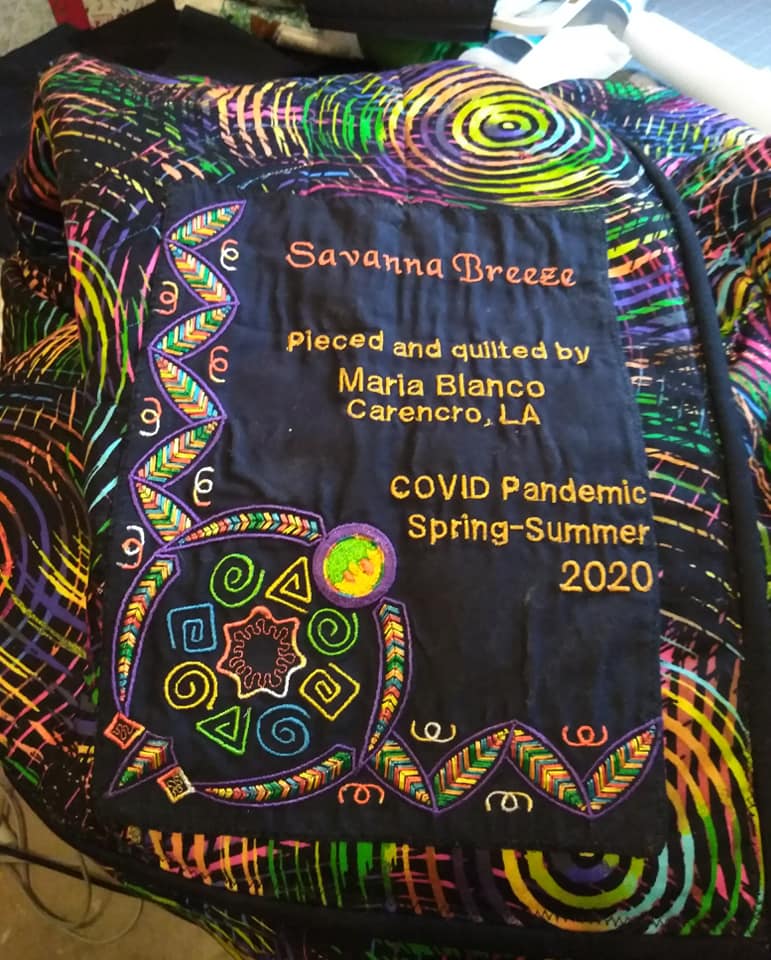 Savanna Breeze
Pieced and quilted by
Maria Blanco
Carencro, LA
COVID Pandemic
Spring-Summer
2020